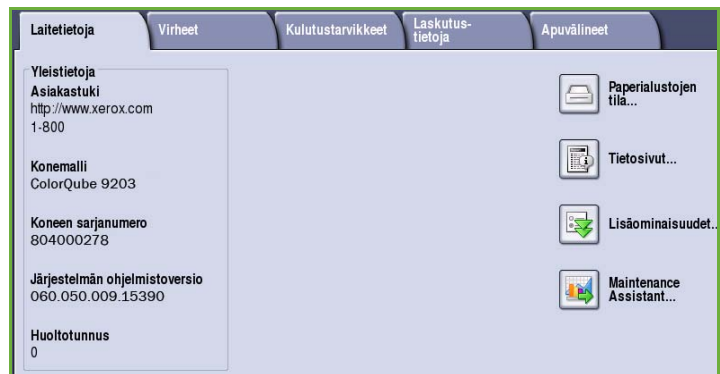 Laitetietoja
Virheet
Kulutustarvikkeet
Laskutus-
tietoja
Apuvälineet
Yleistietoja
Asiakastuki
http://www.xerox.com
1-800
Konemalli
ColorQube 9203
Koneen sarjanumero
804000278
Järjestelmän ohjelmistoversio
060.050.009.15390
Huoltotunnus
0
Paperialustojen
tila...
Tietosivut...
Lisäominaisuudet..
Maintenance
Assistant...